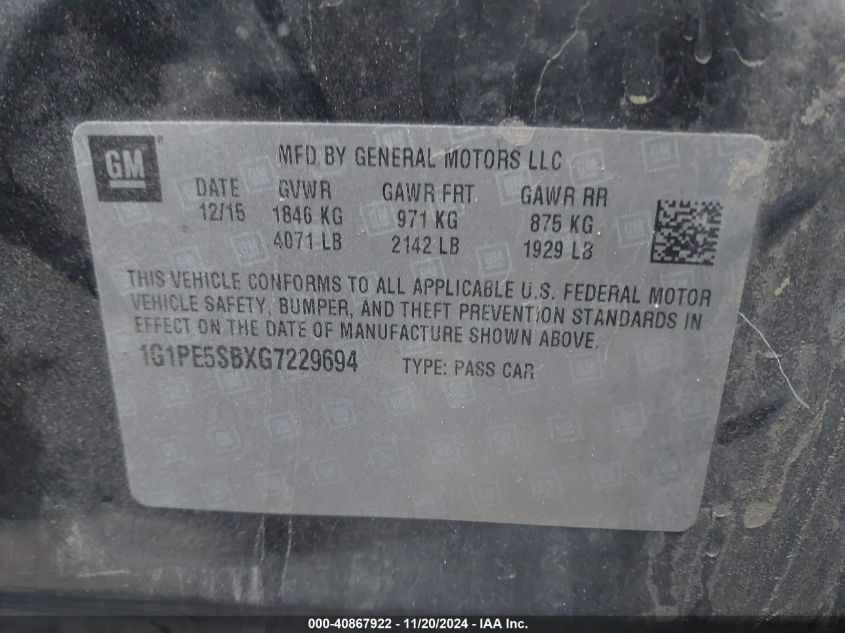 GM ®
MFD BY GENERAL MOTORS LLC
DATE GVWR GAWR FRT GAWR RR
12/15 1846 KG 971 KG 875 KG
4071 LB 2142 LB 1929 LB
THIS VEHICLE CONFORMS TO ALL APPLICABLE U.S. FEDERAL MOTOR
VEHICLE SAFETY, BUMPER, AND THEFT PREVENTION STANDARDS IN
EFFECT ON THE DATE OF MANUFACTURE SHOWN ABOVE.
1G1PE5SBXG7229694 TYPE: PASS CAR
000-40867922 - 11/20/2024 - IAA Inc.